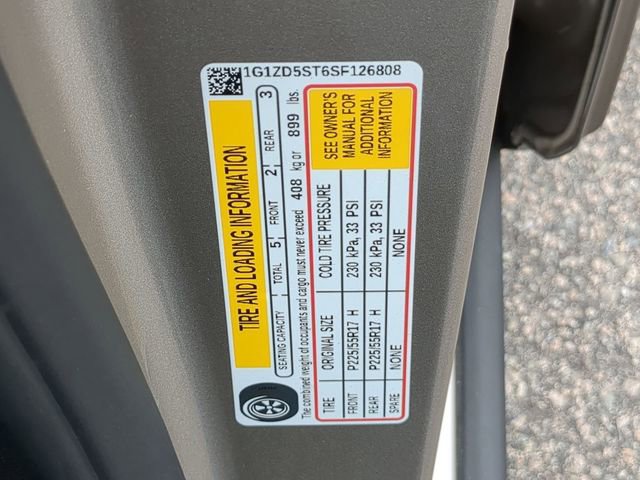 1G1ZD5ST6SF126808
TIRE AND LOADING INFORMATION
SEATING CAPACITY TOTAL 5 FRONT 2 REAR 3
The combined weight of occupants and cargo must never exceed 408 kg or 899 lbs.
TIRE ORIGINAL SIZE COLD TIRE PRESSURE
FRONT P225/55R17 H 230 kPa, 33 PSI
REAR P225/55R17 H 230 kPa, 33 PSI
SPARE NONE NONE
SEE OWNER'S
MANUAL FOR
ADDITIONAL
INFORMATION